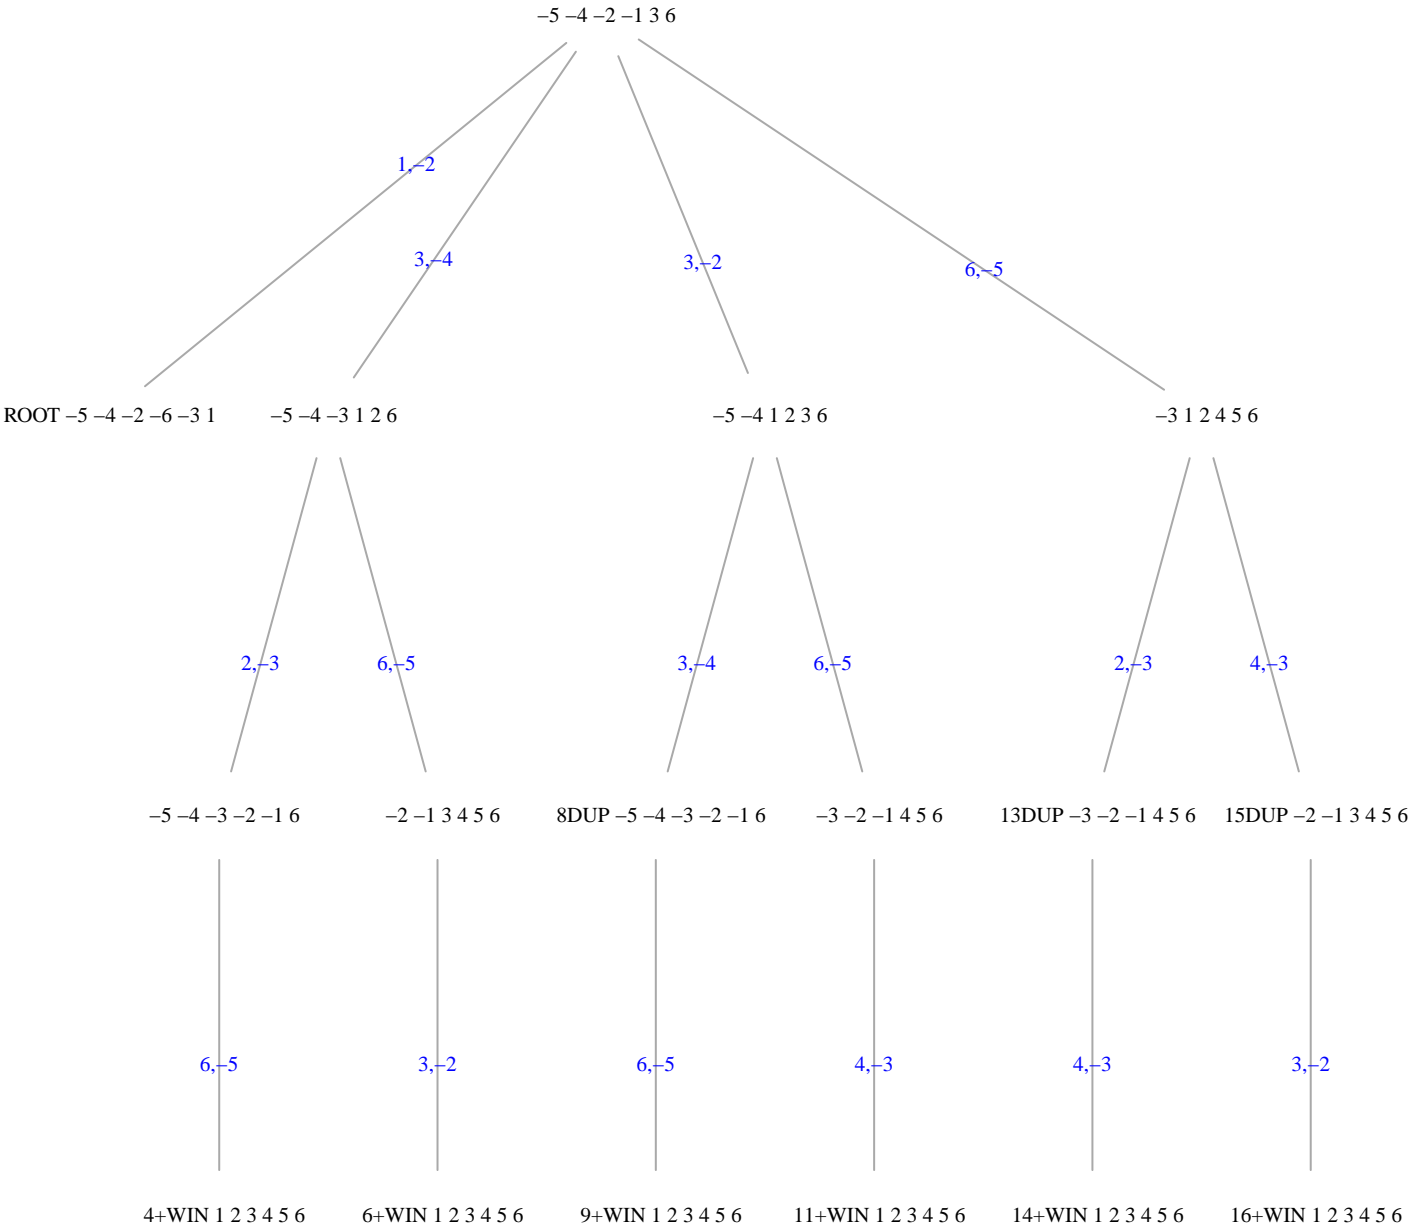 –5 –4 –2 –1 3 6
1,–2
3,–4
3,–2
6,–5
ROOT –5 –4 –2 –6 –3 1
–5 –4 –3 1 2 6
–5 –4 1 2 3 6
–3 1 2 4 5 6
2,–3
6,–5
3,–4
6,–5
2,–3
4,–3
–5 –4 –3 –2 –1 6
–2 –1 3 4 5 6
8DUP –5 –4 –3 –2 –1 6
–3 –2 –1 4 5 6
13DUP –3 –2 –1 4 5 6
15DUP –2 –1 3 4 5 6
6,–5
3,–2
6,–5
4,–3
4,–3
3,–2
4+WIN 1 2 3 4 5 6
6+WIN 1 2 3 4 5 6
9+WIN 1 2 3 4 5 6
11+WIN 1 2 3 4 5 6
14+WIN 1 2 3 4 5 6
16+WIN 1 2 3 4 5 6